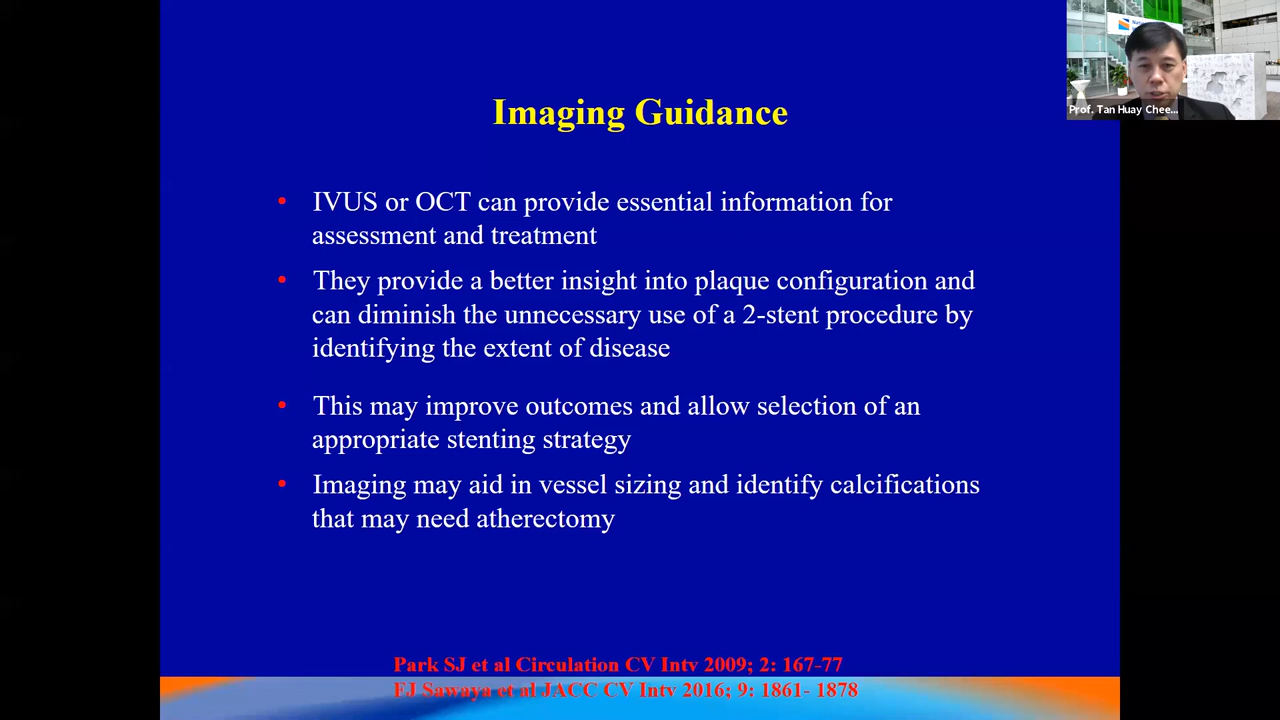 Imaging Guidance
• IVUS or OCT can provide essential information for
assessment and treatment
• They provide a better insight into plaque configuration and
can diminish the unnecessary use of a 2-stent procedure by
identifying the extent of disease
• This may improve outcomes and allow selection of an
appropriate stenting strategy
• Imaging may aid in vessel sizing and identify calcifications
that may need atherectomy
Park SJ et al Circulation CV Intv 2009; 2: 167-77
FJ Sawaya et al JACC CV Intv 2016; 9: 1861- 1878
Prof. Tan Huay Chee...